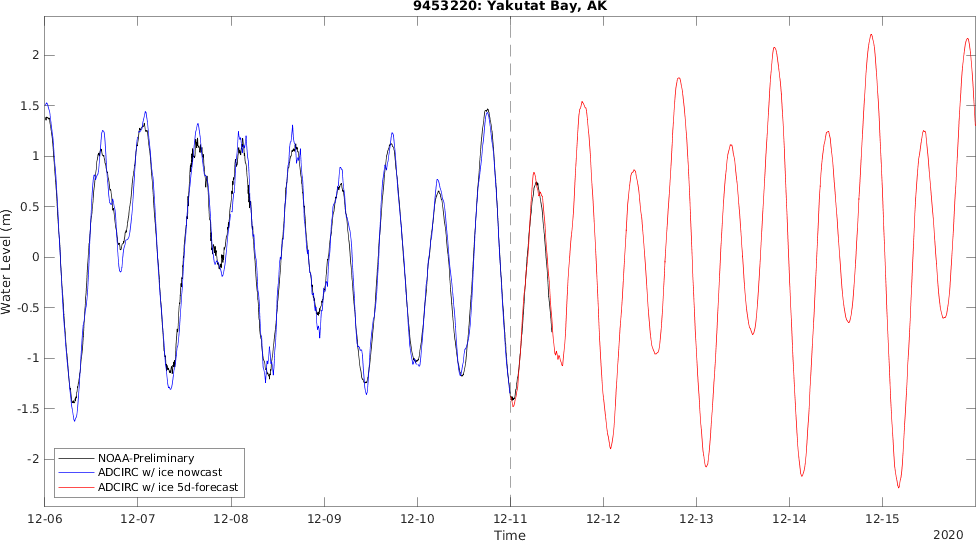 9453220: Yakutat Bay, AK
Water Level (m)
2
1.5
1
0.5
0
-0.5
-1
-1.5
-2
NOAA-Preliminary
ADCIRC w/ ice nowcast
ADCIRC w/ ice 5d-forecast
12-06 12-07 12-08 12-09 12-10 12-11 12-12 12-13 12-14 12-15
Time
2020